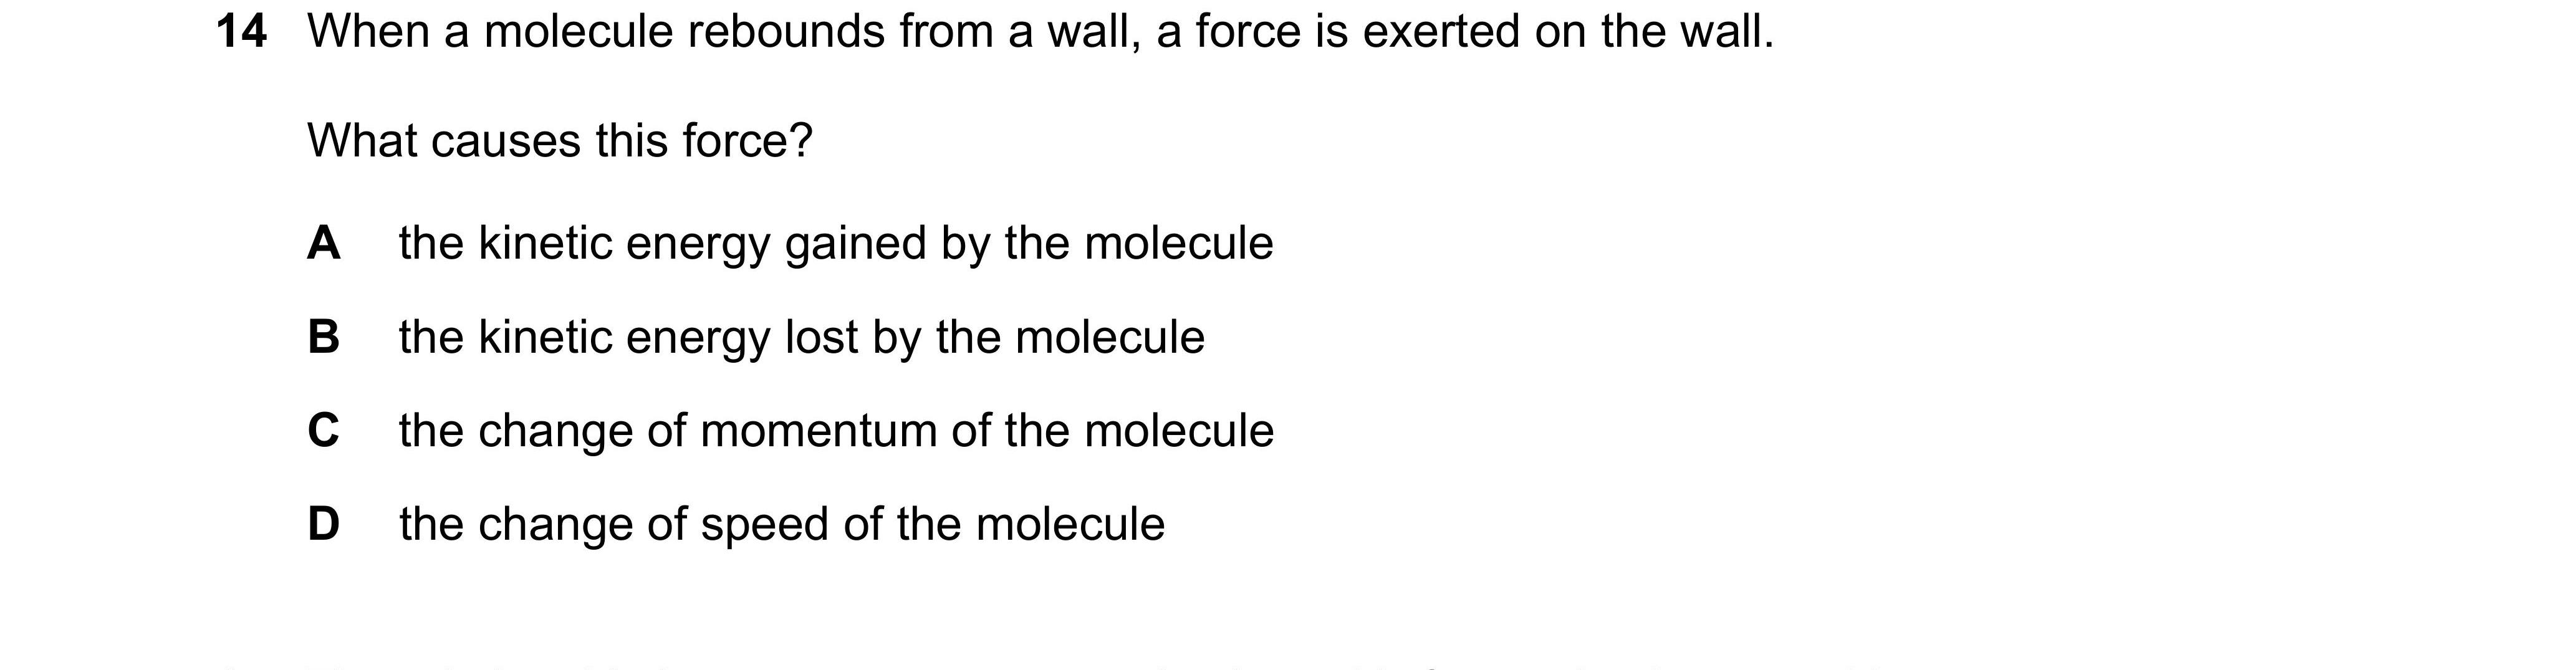 14 When a molecule rebounds from a wall, a force is exerted on the wall.
What causes this force?
A the kinetic energy gained by the molecule
B the kinetic energy lost by the molecule
C the change of momentum of the molecule
D the change of speed of the molecule